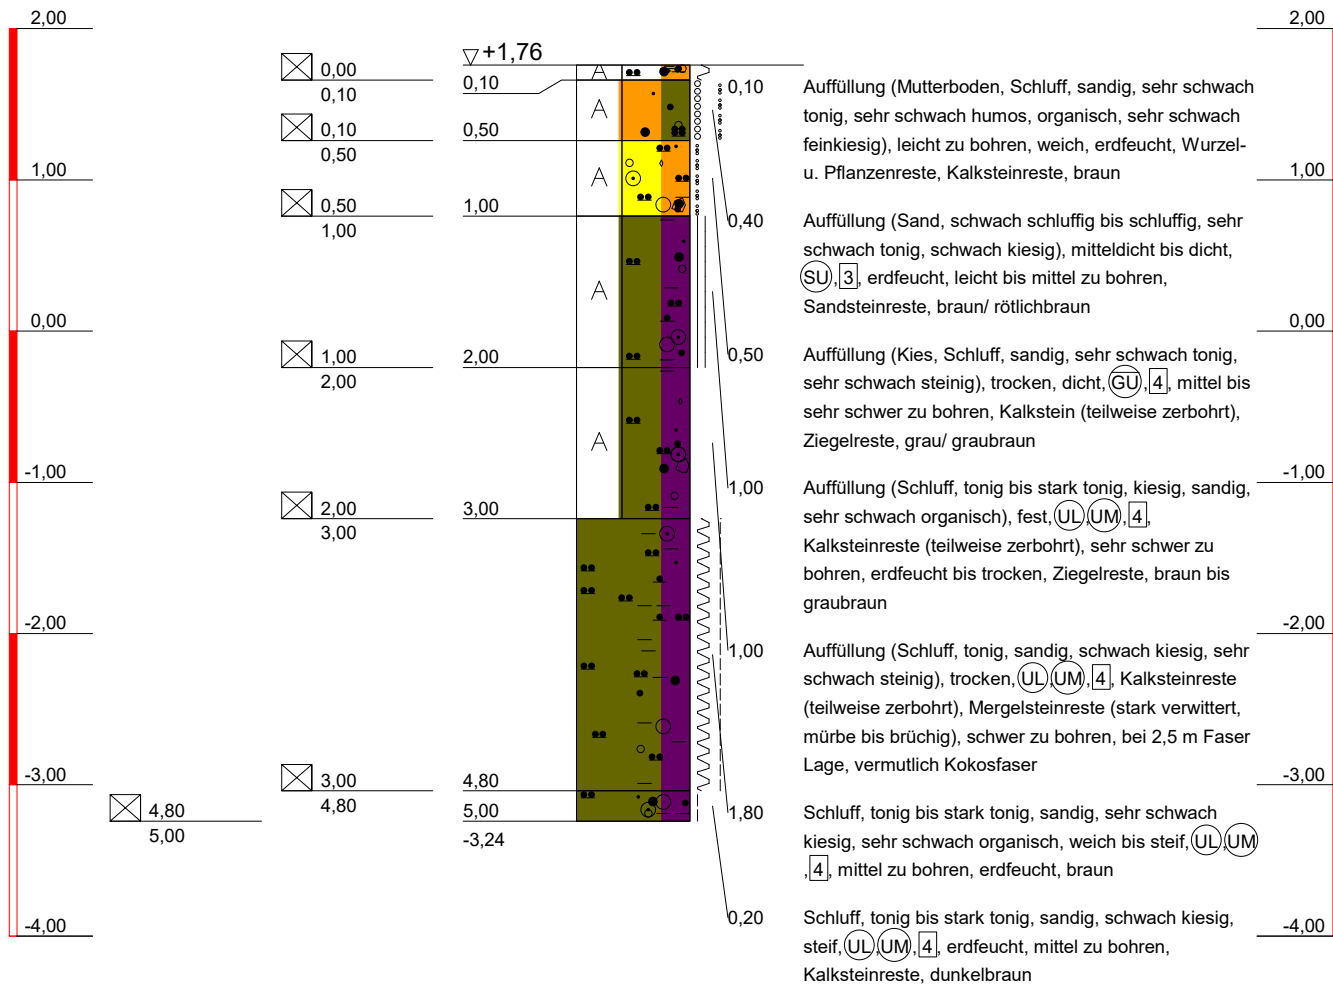 2,00
2,00
+1,76
0,00
0,10
0,10
A
0,10
0,10
0,50
0,50
A
1,00
1,00
0,50
1,00
1,00
A
0,00
0,00
1,00
2,00
2,00
A
-1,00
-1,00
2,00
3,00
3,00
A
-2,00
-2,00
-3,00
-3,00
3,00
4,80
4,80
4,80
5,00
5,00
-3,24
-4,00
-4,00
0,10
Auffüllung (Mutterboden, Schluff, sandig, sehr schwach
tonig, sehr schwach humos, organisch, sehr schwach
feinkiesig), leicht zu bohren, weich, erdfeucht, Wurzel-
u. Pflanzenreste, Kalksteinreste, braun
0,40
Auffüllung (Sand, schwach schluffig bis schluffig, sehr
schwach tonig, schwach kiesig), mitteldicht bis dicht,
SU, 3, erdfeucht, leicht bis mittel zu bohren,
Sandsteinreste, braun/ rötlichbraun
0,50
Auffüllung (Kies, Schluff, sandig, sehr schwach tonig,
sehr schwach steinig), trocken, dicht, G̅U̅, 4, mittel bis
sehr schwer zu bohren, Kalkstein (teilweise zerbohrt),
Ziegelreste, grau/ graubraun
1,00
Auffüllung (Schluff, tonig bis stark tonig, kiesig, sandig,
sehr schwach organisch), fest, UL, UM, 4,
Kalksteinreste (teilweise zerbohrt), sehr schwer zu
bohren, erdfeucht bis trocken, Ziegelreste, braun bis
graubraun
1,00
Auffüllung (Schluff, tonig, sandig, schwach kiesig, sehr
schwach steinig), trocken, UL, UM, 4, Kalksteinreste
(teilweise zerbohrt), Mergelsteinreste (stark verwittert,
mürbe bis brüchig), schwer zu bohren, bei 2,5 m Faser
Lage, vermutlich Kokosfaser
1,80
Schluff, tonig bis stark tonig, sandig, sehr schwach
kiesig, sehr schwach organisch, weich bis steif, UL, UM
, 4, mittel zu bohren, erdfeucht, braun
0,20
Schluff, tonig bis stark tonig, sandig, schwach kiesig,
steif, UL, UM, 4, erdfeucht, mittel zu bohren,
Kalksteinreste, dunkelbraun